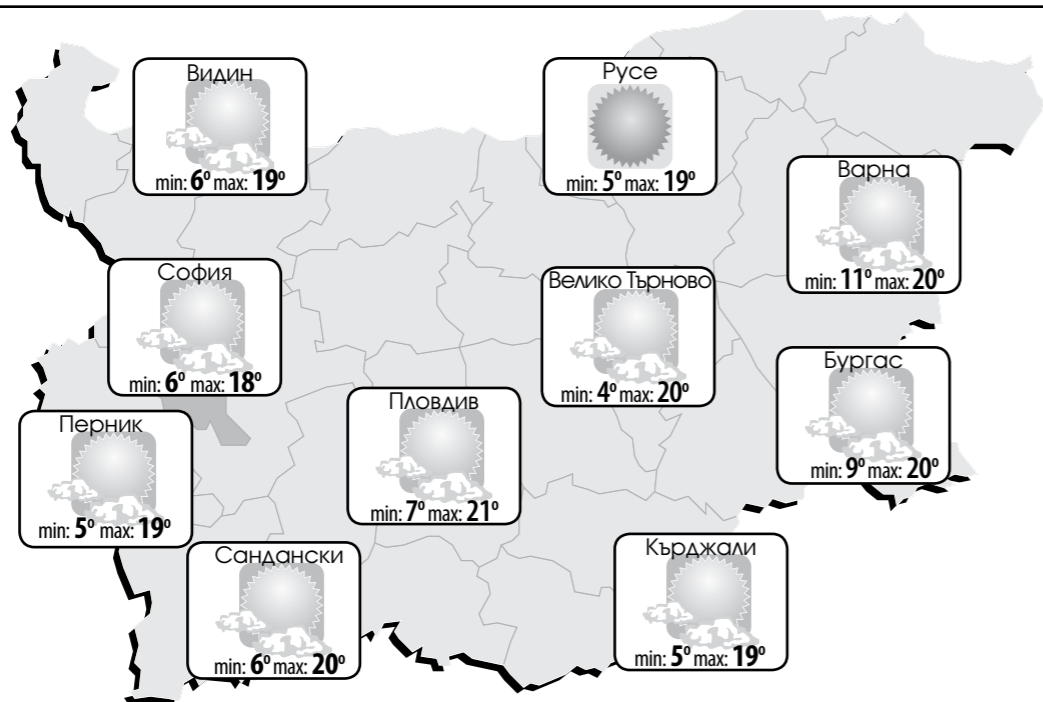 Видин
min: 6º max: 19º
Русе
min: 5º max: 19º
Варна
min: 11º max: 20º
София
min: 6º max: 18º
Велико Търново
min: 4º max: 20º
Бургас
min: 9º max: 20º
Пловдив
min: 7º max: 21º
Перник
min: 5º max: 19º
Сандански
min: 6º max: 20º
Кърджали
min: 5º max: 19º